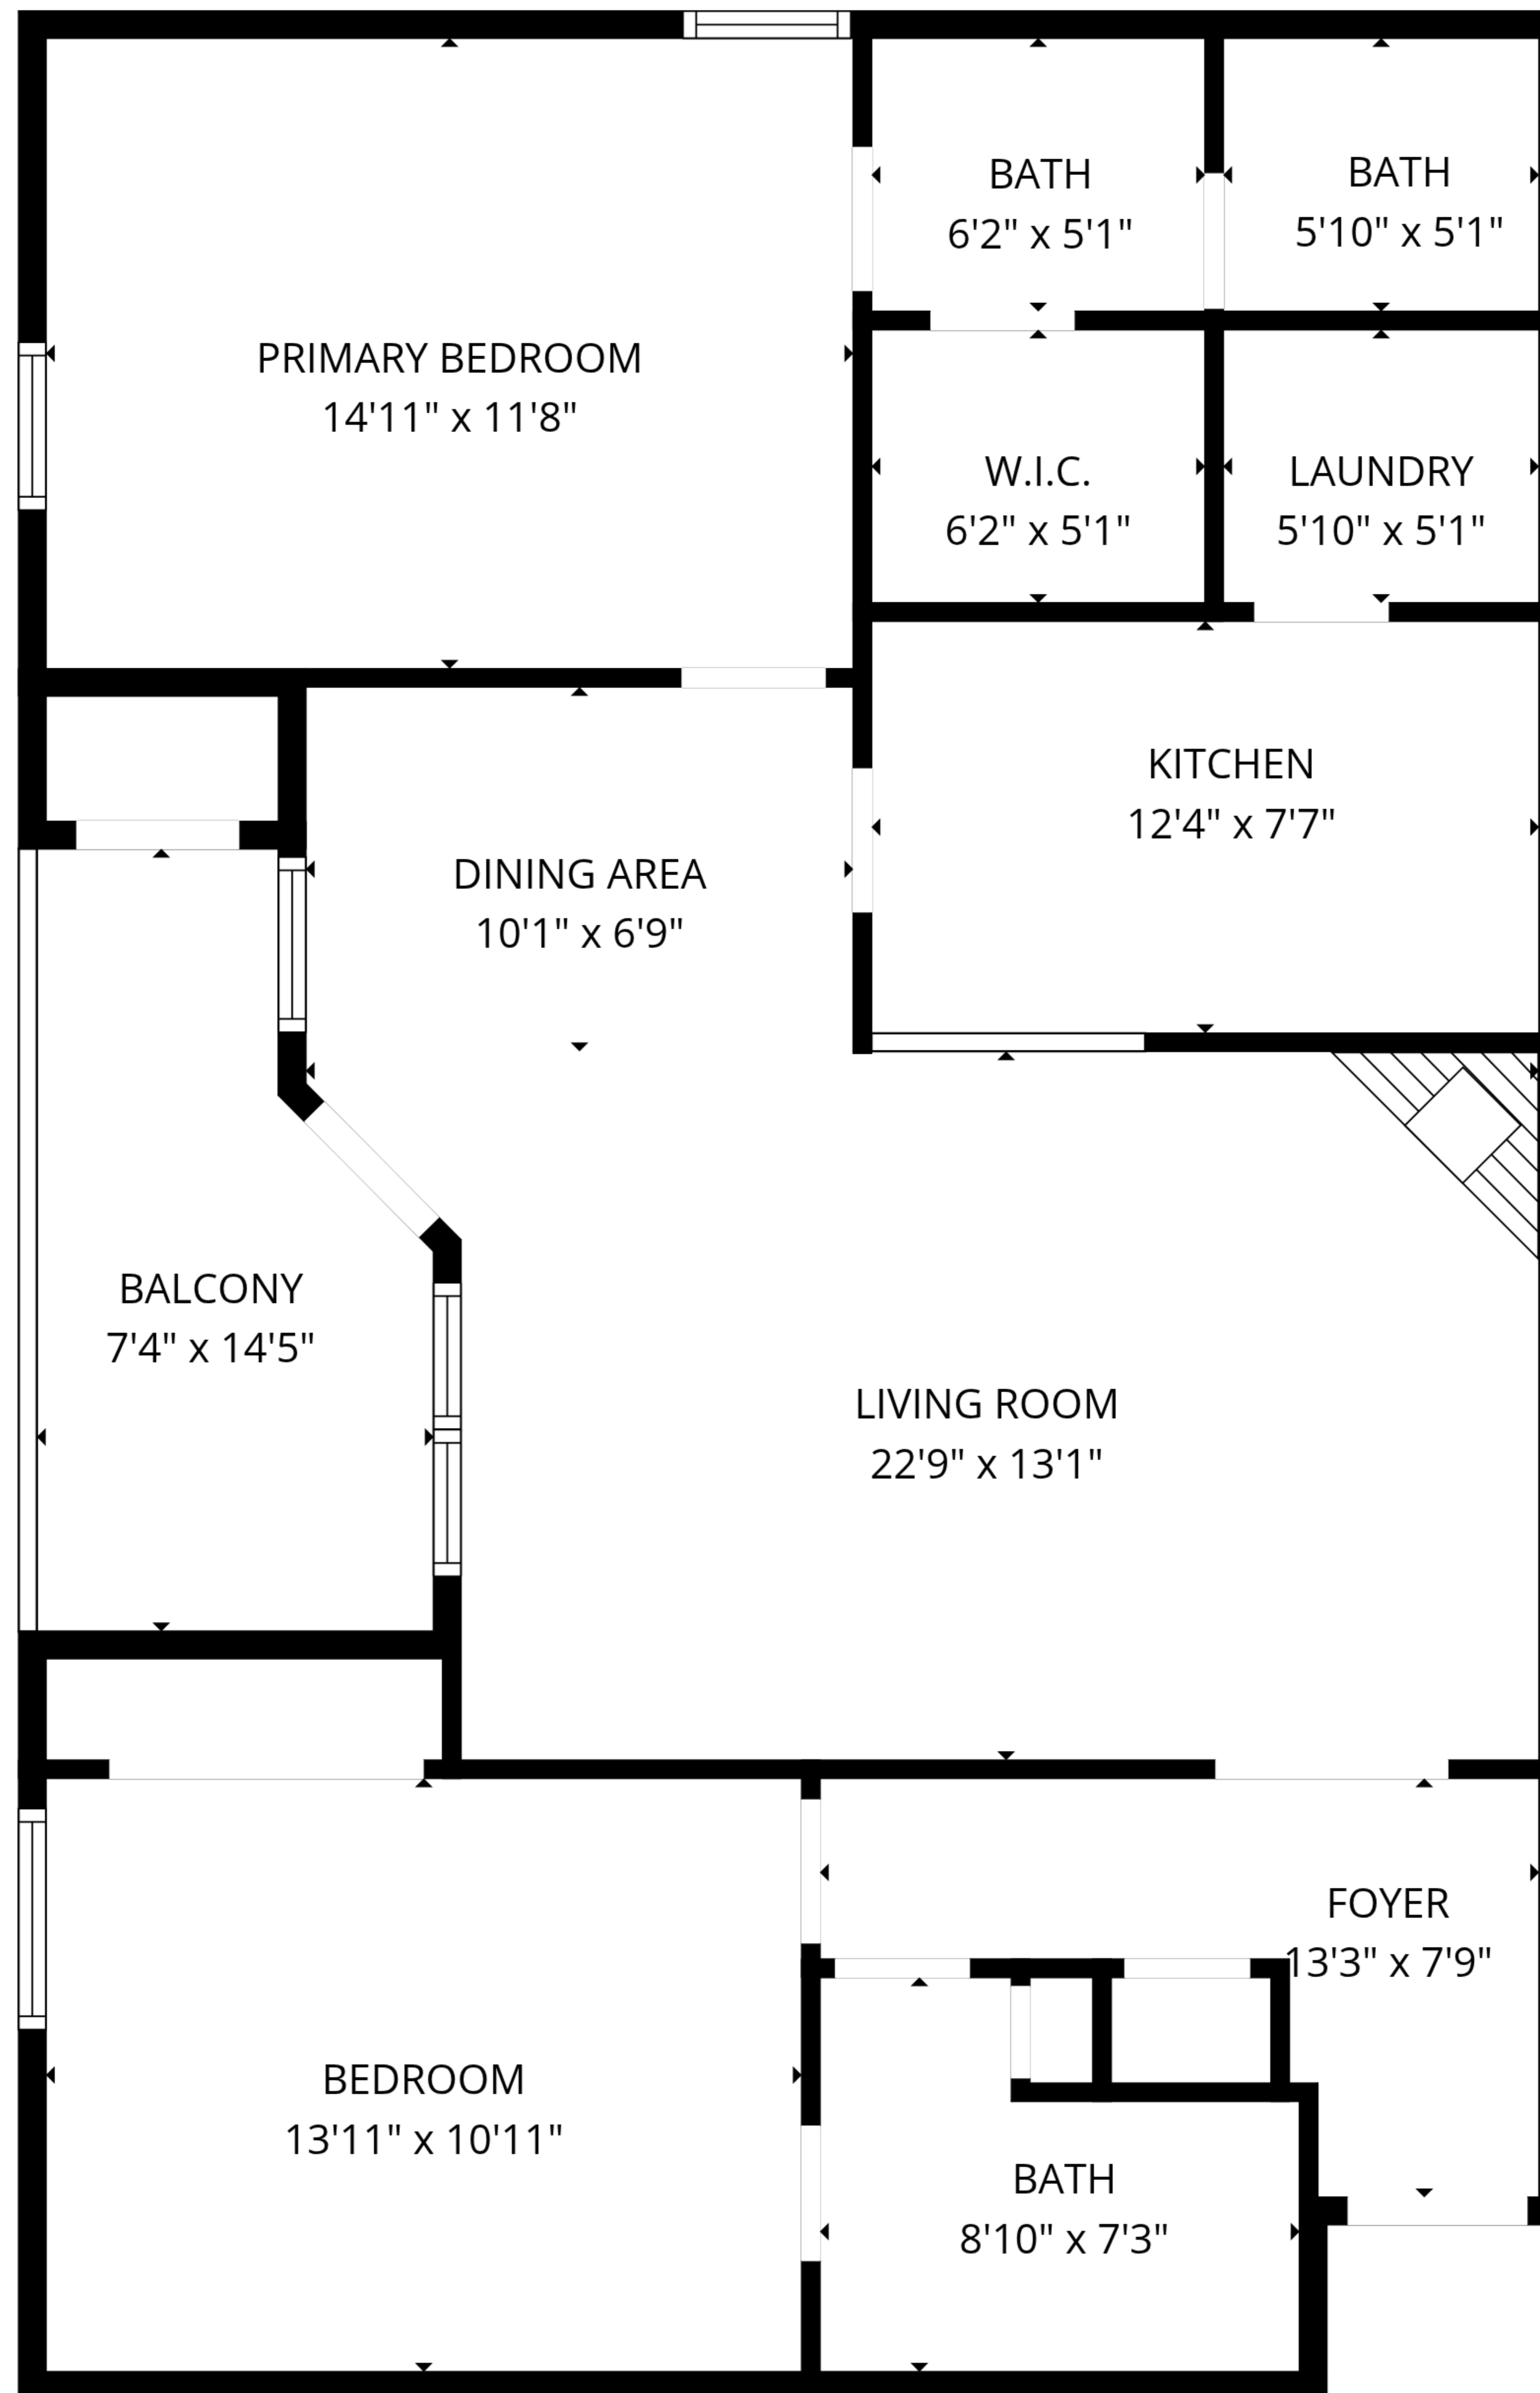 BATH
6'2" x 5'1"
BATH
5'10" x 5'1"
PRIMARY BEDROOM
14'11" x 11'8"
W.I.C.
6'2" x 5'1"
LAUNDRY
5'10" x 5'1"
KITCHEN
12'4" x 7'7"
DINING AREA
10'1" x 6'9"
BALCONY
7'4" x 14'5"
LIVING ROOM
22'9" x 13'1"
FOYER
13'3" x 7'9"
BEDROOM
13'11" x 10'11"
BATH
8'10" x 7'3"